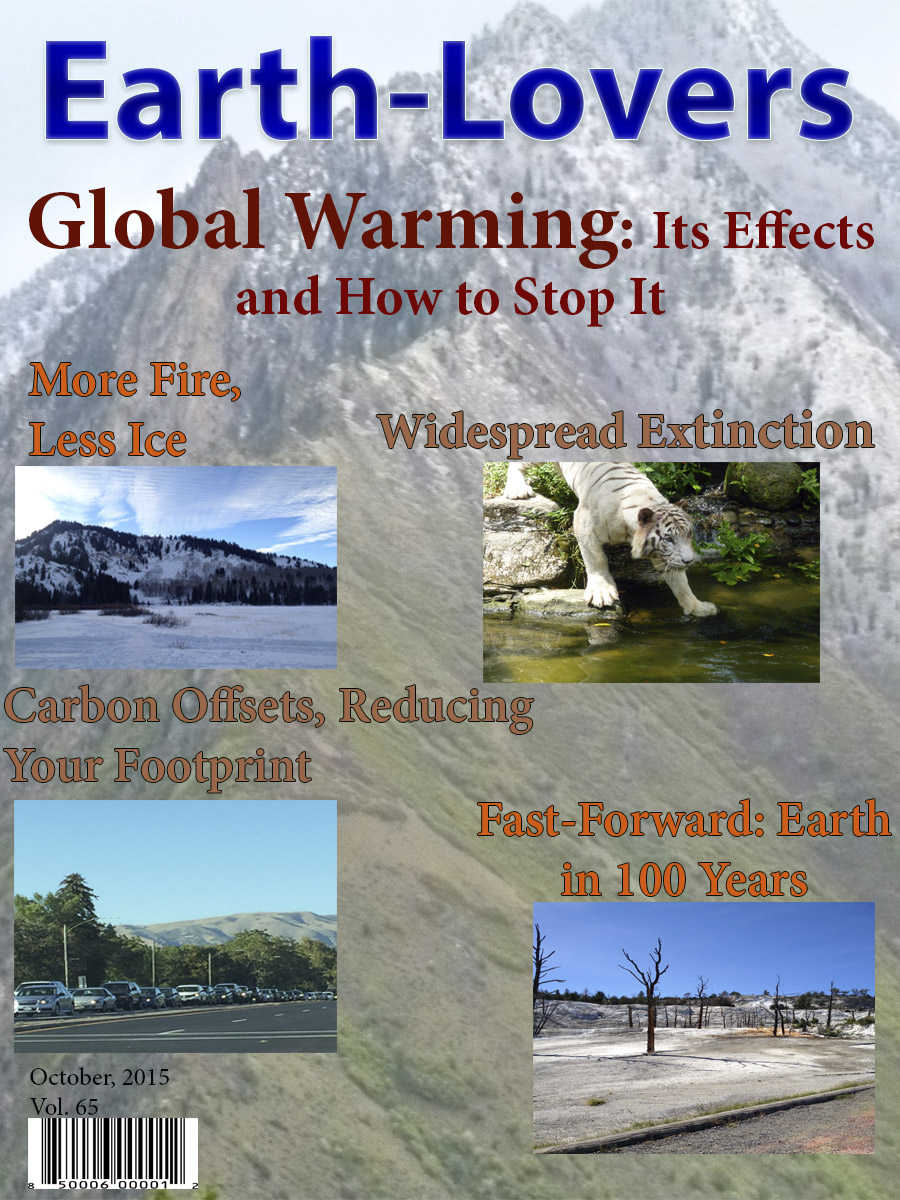 Earth-Lovers
Global Warming: Its Effects
and How to Stop It
More Fire,
Less Ice
Widespread Extinction
Carbon Offsets, Reducing
Your Footprint
Fast-Forward: Earth
in 100 Years
October, 2015
Vol. 65
8 50006 00001 2